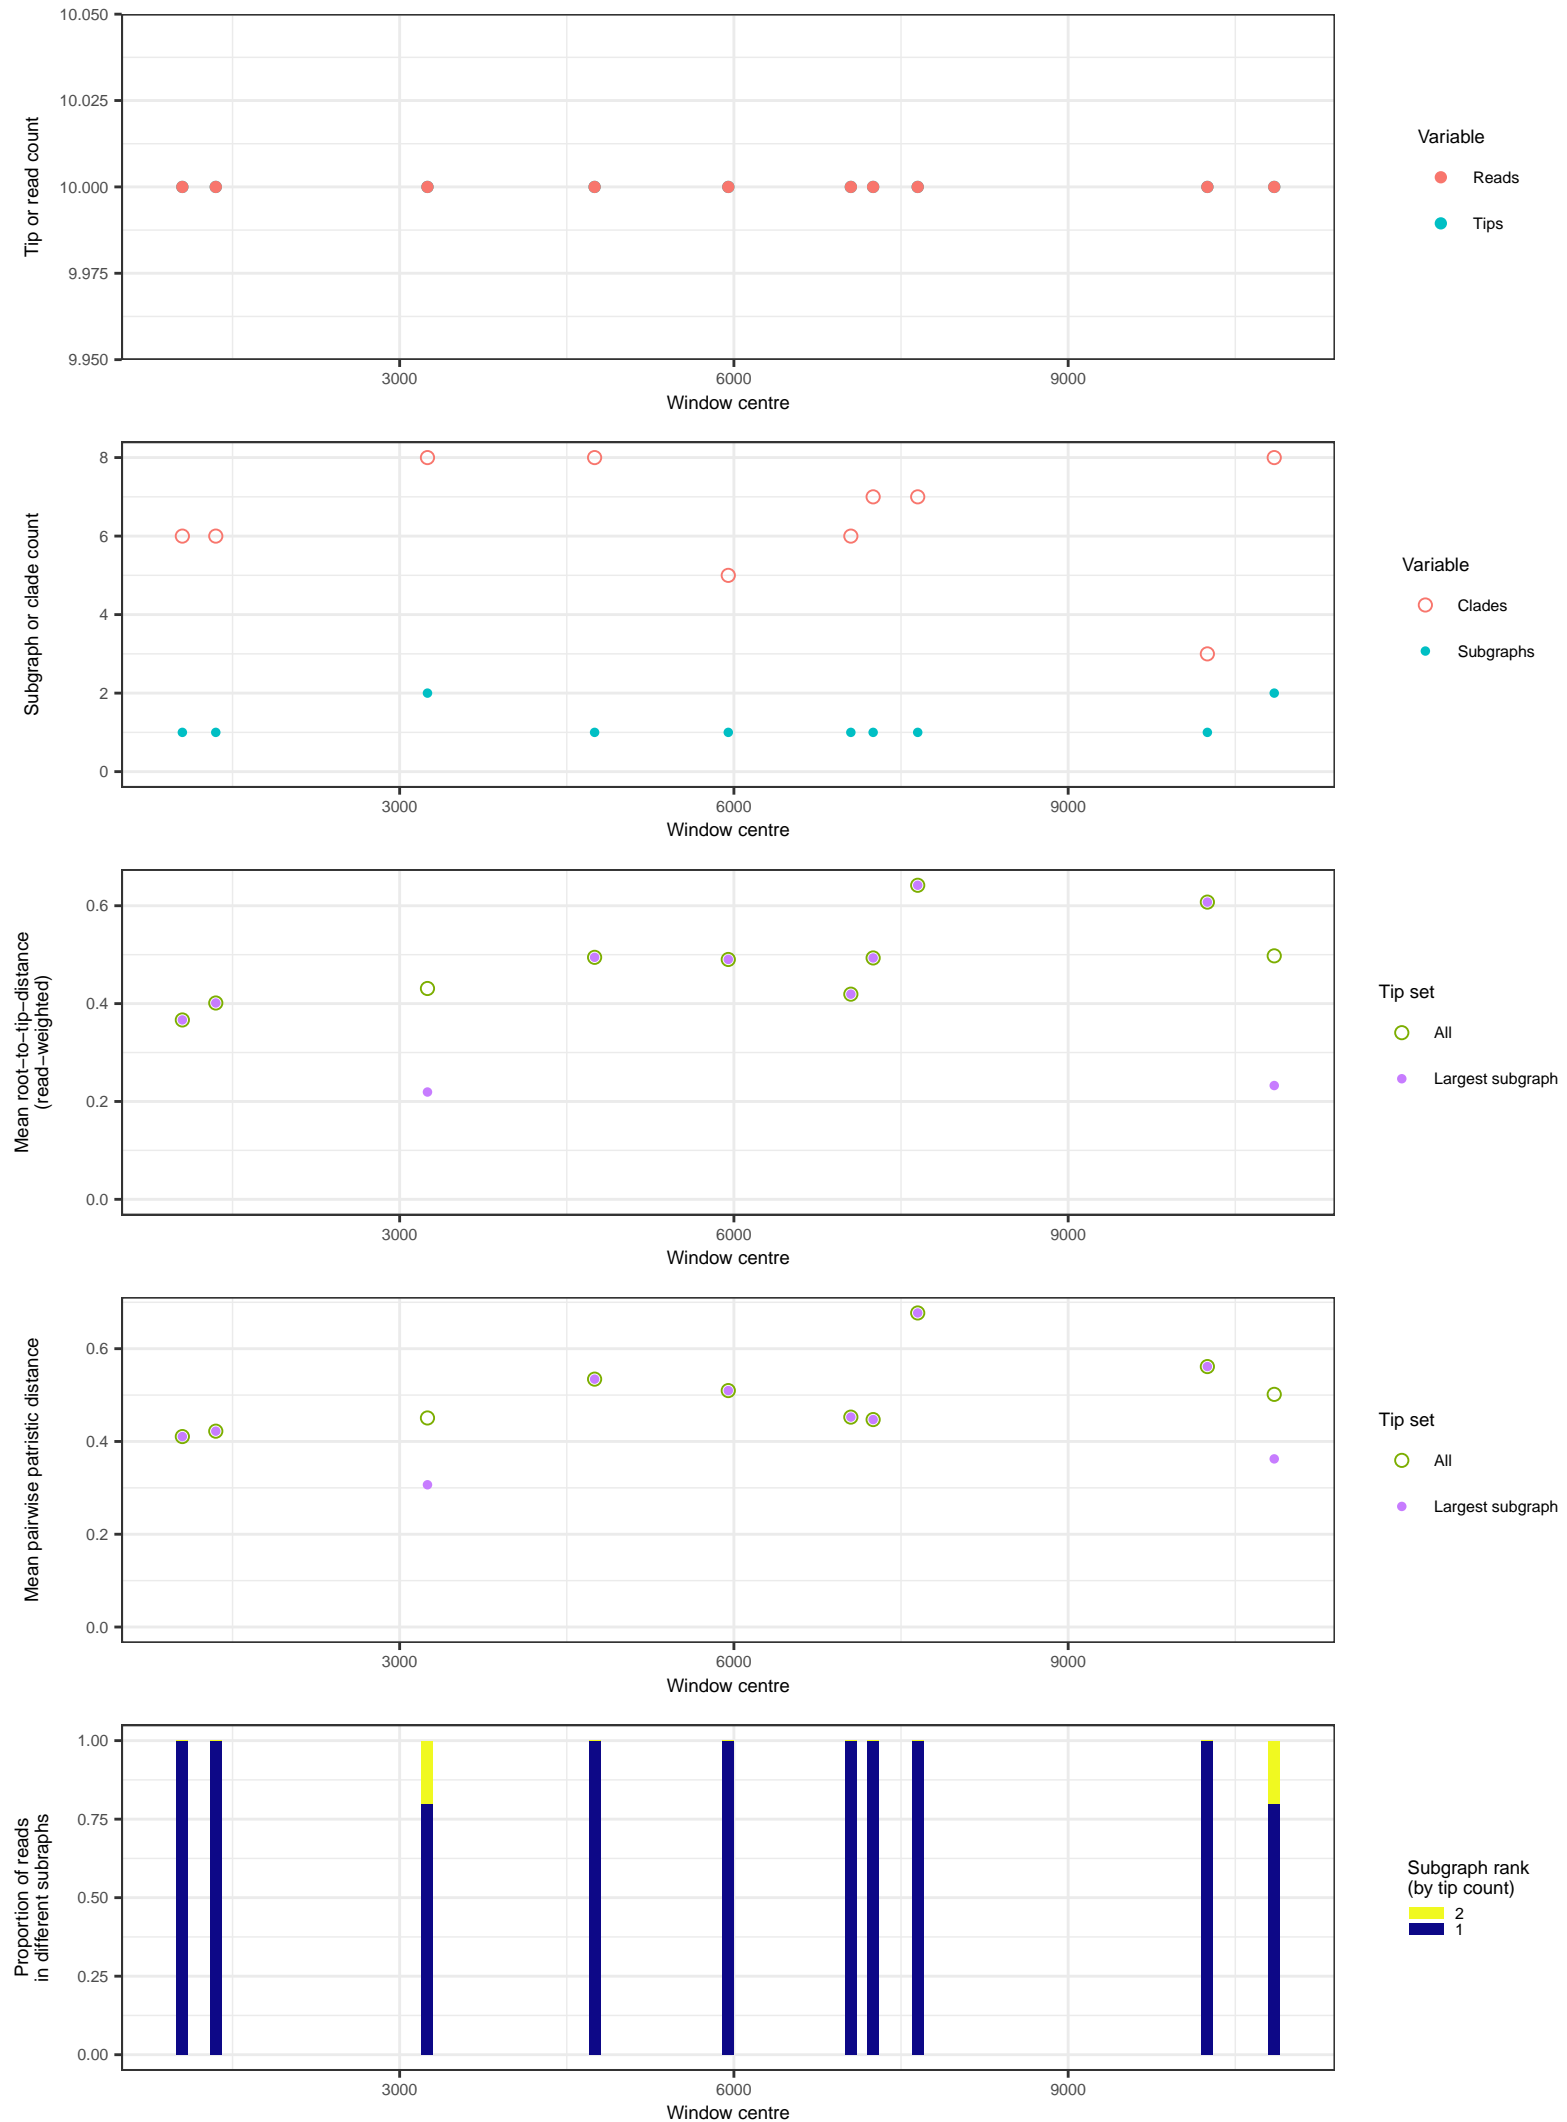 10.050
10.025
10.000
9.975
9.950
Tip or read count
3000
6000
9000
Window centre
Variable
Reads
Tips
8
6
4
2
0
Subgraph or clade count
3000
6000
9000
Window centre
Variable
Clades
Subgraphs
0.6
0.4
0.2
0.0
Mean root−to−tip−distance
(read−weighted)
3000
6000
9000
Window centre
Tip set
All
Largest subgraph
0.6
0.4
0.2
0.0
Mean pairwise patristic distance
3000
6000
9000
Window centre
Tip set
All
Largest subgraph
1.00
0.75
0.50
0.25
0.00
Proportion of reads
in different subraphs
3000
6000
9000
Window centre
Subgraph rank
(by tip count)
2
1